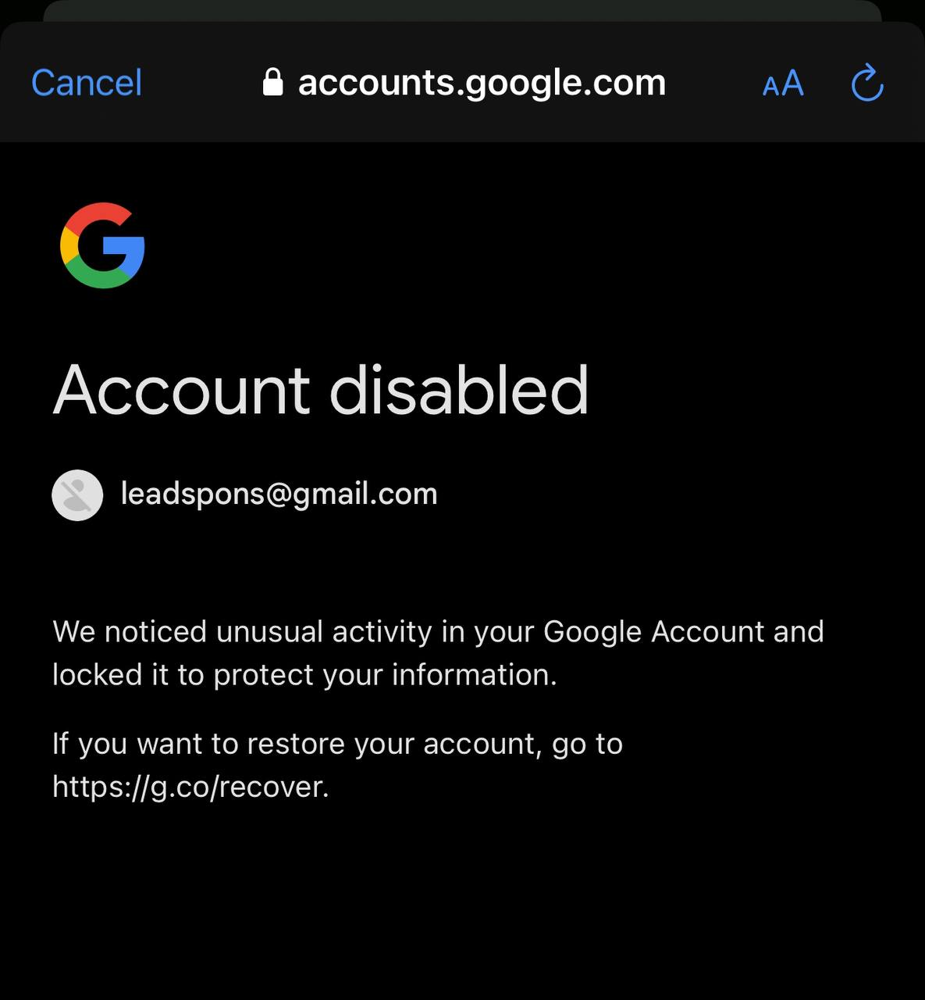 Cancel accounts.google.com AA
Account disabled
leadspons@gmail.com
We noticed unusual activity in your Google Account and
locked it to protect your information.
If you want to restore your account, go to
https://g.co/recover.